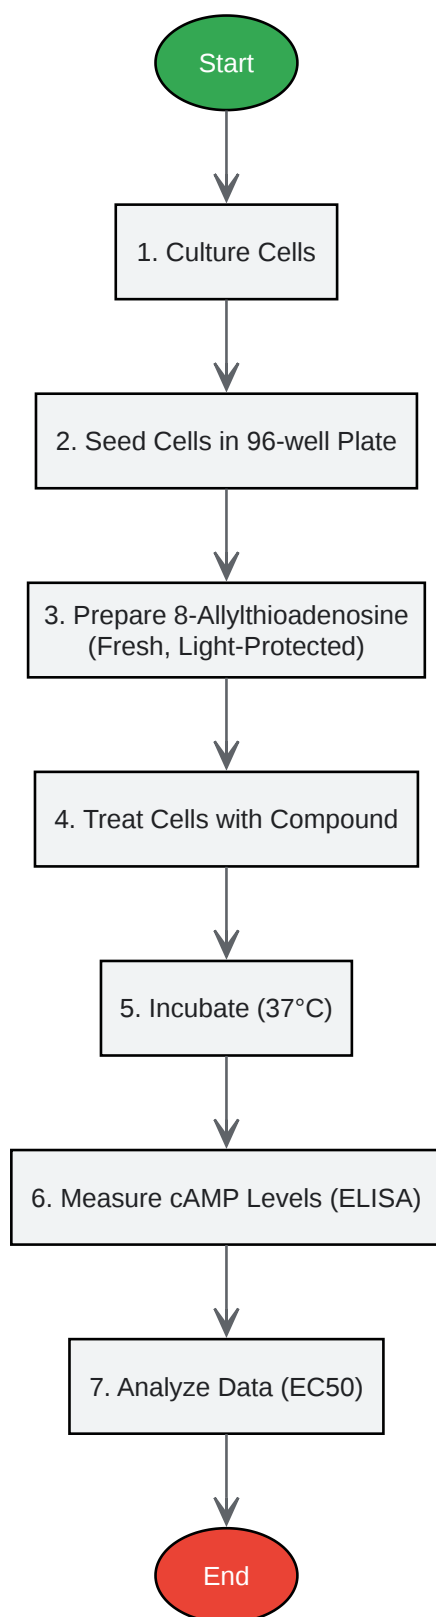 Start
1. Culture Cells
2. Seed Cells in 96-well Plate
3. Prepare 8-Allylthioadenosine
(Fresh, Light-Protected)
4. Treat Cells with Compound
5. Incubate (37°C)
6. Measure cAMP Levels (ELISA)
7. Analyze Data (EC50)
End